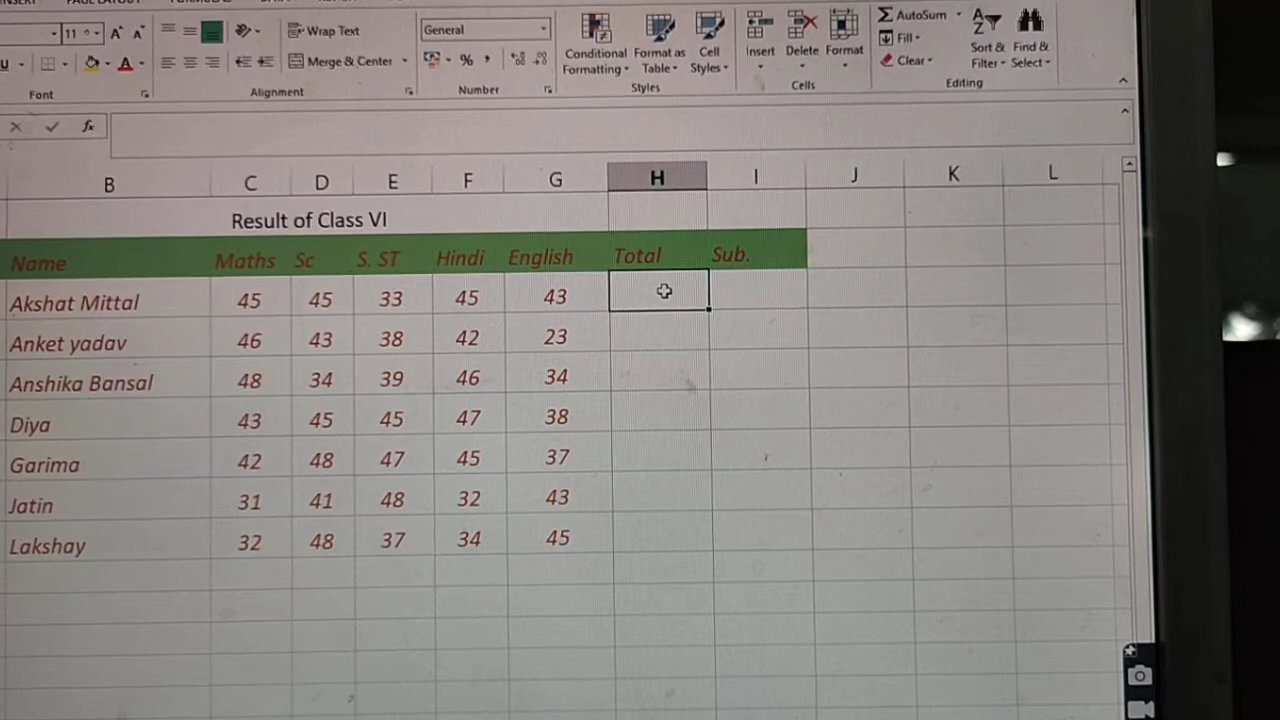 11
Wrap Text
General
Merge & Center
%
Conditional Formatting
Format as Table
Cell Styles
Insert
Delete
Format
AutoSum
Fill
Clear
Sort & Filter
Find & Select
Font
Alignment
Number
Styles
Cells
Editing
fx
B C D E F G H I J K L
Result of Class VI
Name Maths Sc S. ST Hindi English Total Sub.
Akshat Mittal 45 45 33 45 43
Anket yadav 46 43 38 42 23
Anshika Bansal 48 34 39 46 34
Diya 43 45 45 47 38
Garima 42 48 47 45 37
Jatin 31 41 48 32 43
Lakshay 32 48 37 34 45